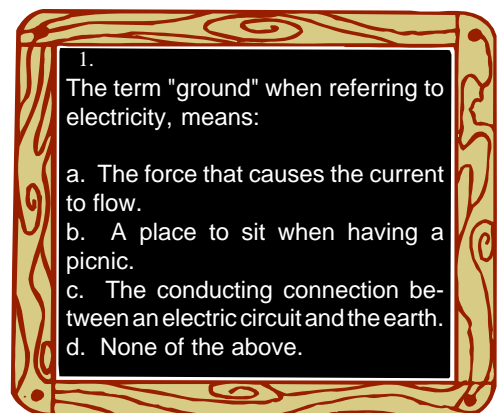 1.
The term "ground" when referring to
electricity, means:
a. The force that causes the current
to flow.
b. A place to sit when having a
picnic.
c. The conducting connection be-
tween an electric circuit and the earth.
d. None of the above.